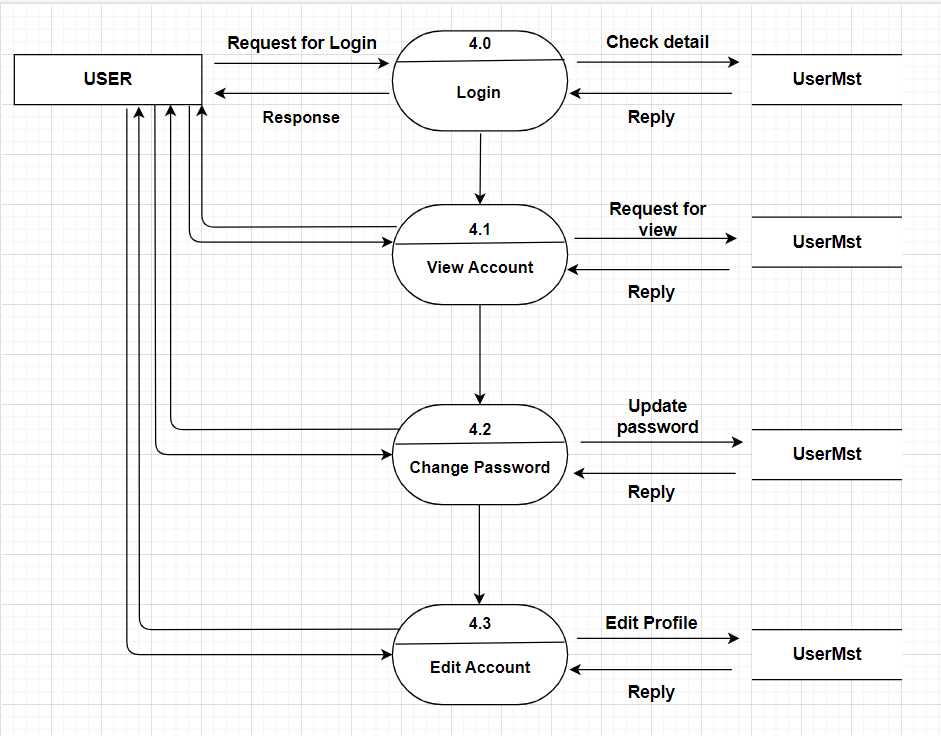 Request for Login
4.0
Check detail
USER
Login
UserMst
Response
Reply
Request for
view
4.1
UserMst
View Account
Reply
Update
password
4.2
UserMst
Change Password
Reply
Edit Profile
4.3
UserMst
Edit Account
Reply